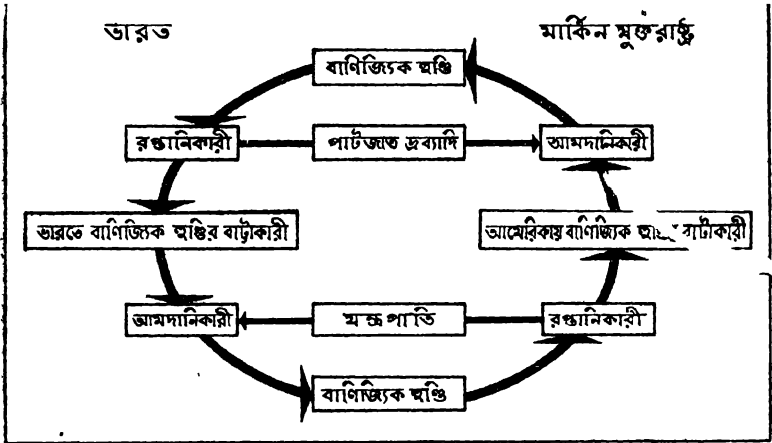 ভারত মার্কিন যুক্তরাষ্ট্র
বাণিজ্যিক হুণ্ডি
রপ্তানিকারী পাটজাত দ্রব্যাদি আমদানিকারী
ভারতে বাণিজ্যিক হুণ্ডির বাট্টাকারী আমেরিকায় বাণিজ্যিক বাট্টাকারী
আমদানিকারী যন্ত্রপাতি রপ্তানিকারী
বাণিজ্যিক হুণ্ডি